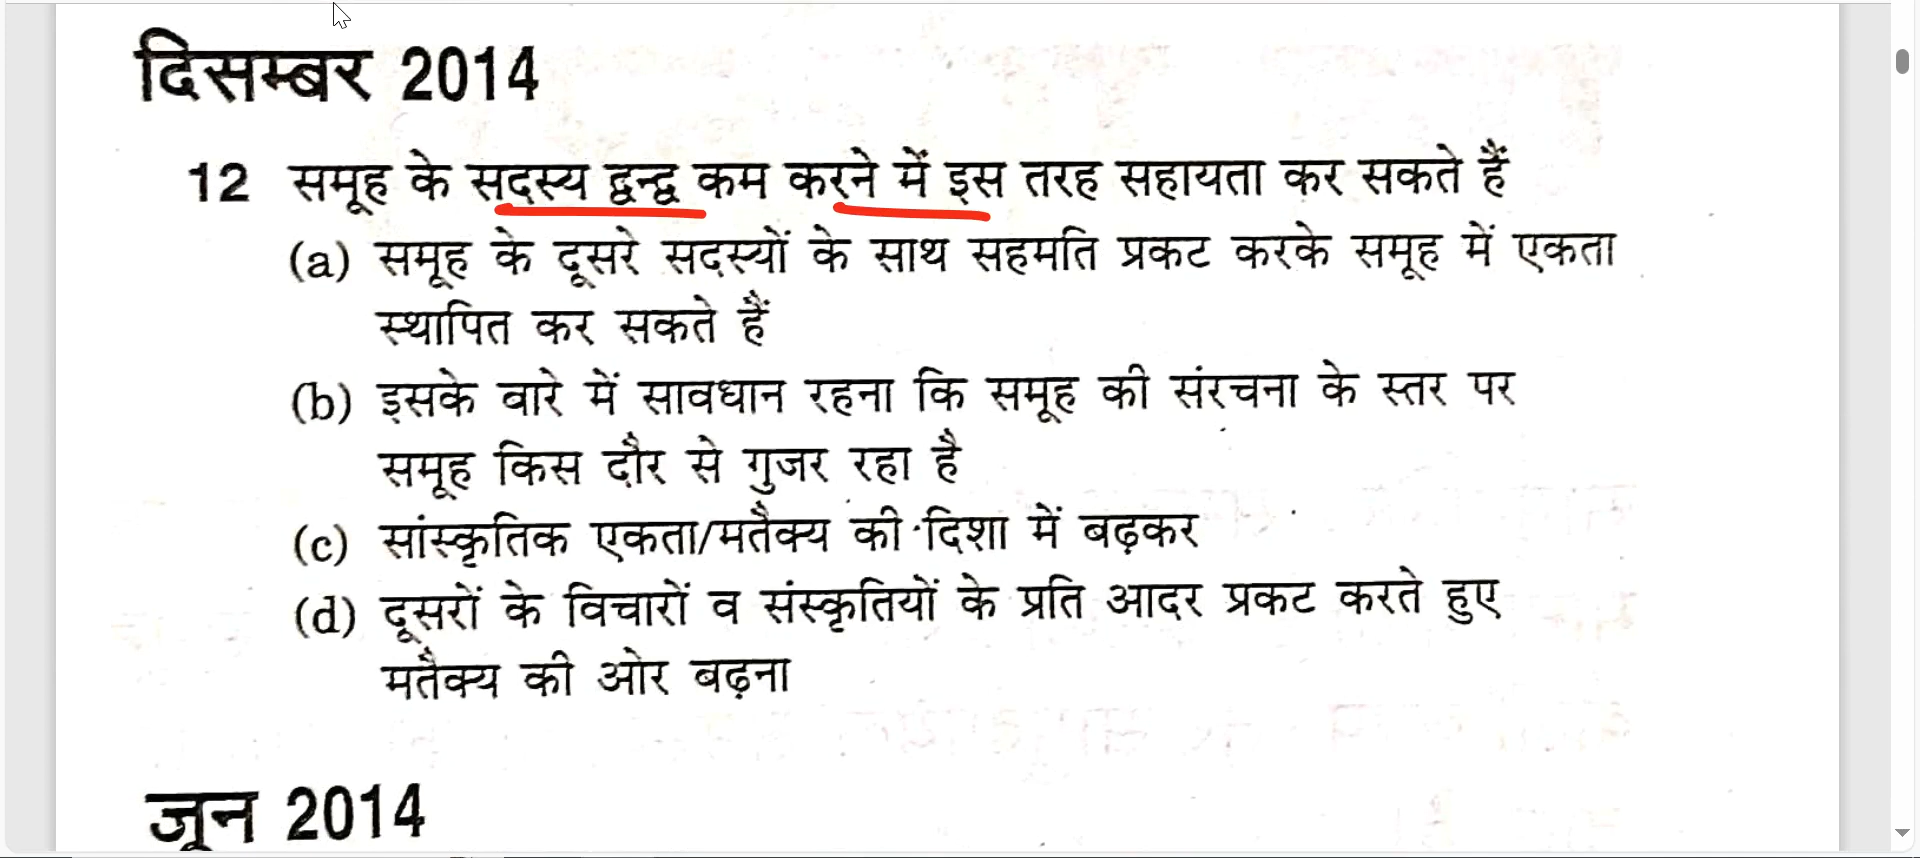 दिसम्बर 2014
12 समूह के सदस्य द्वन्द्व कम करने में इस तरह सहायता कर सकते हैं
(a) समूह के दूसरे सदस्यों के साथ सहमति प्रकट करके समूह में एकता
स्थापित कर सकते हैं
(b) इसके बारे में सावधान रहना कि समूह की संरचना के स्तर पर
समूह किस दौर से गुजर रहा है
(c) सांस्कृतिक एकता/मतैक्य की दिशा में बढ़कर
(d) दूसरों के विचारों व संस्कृतियों के प्रति आदर प्रकट करते हुए
मतैक्य की ओर बढ़ना
जून 2014